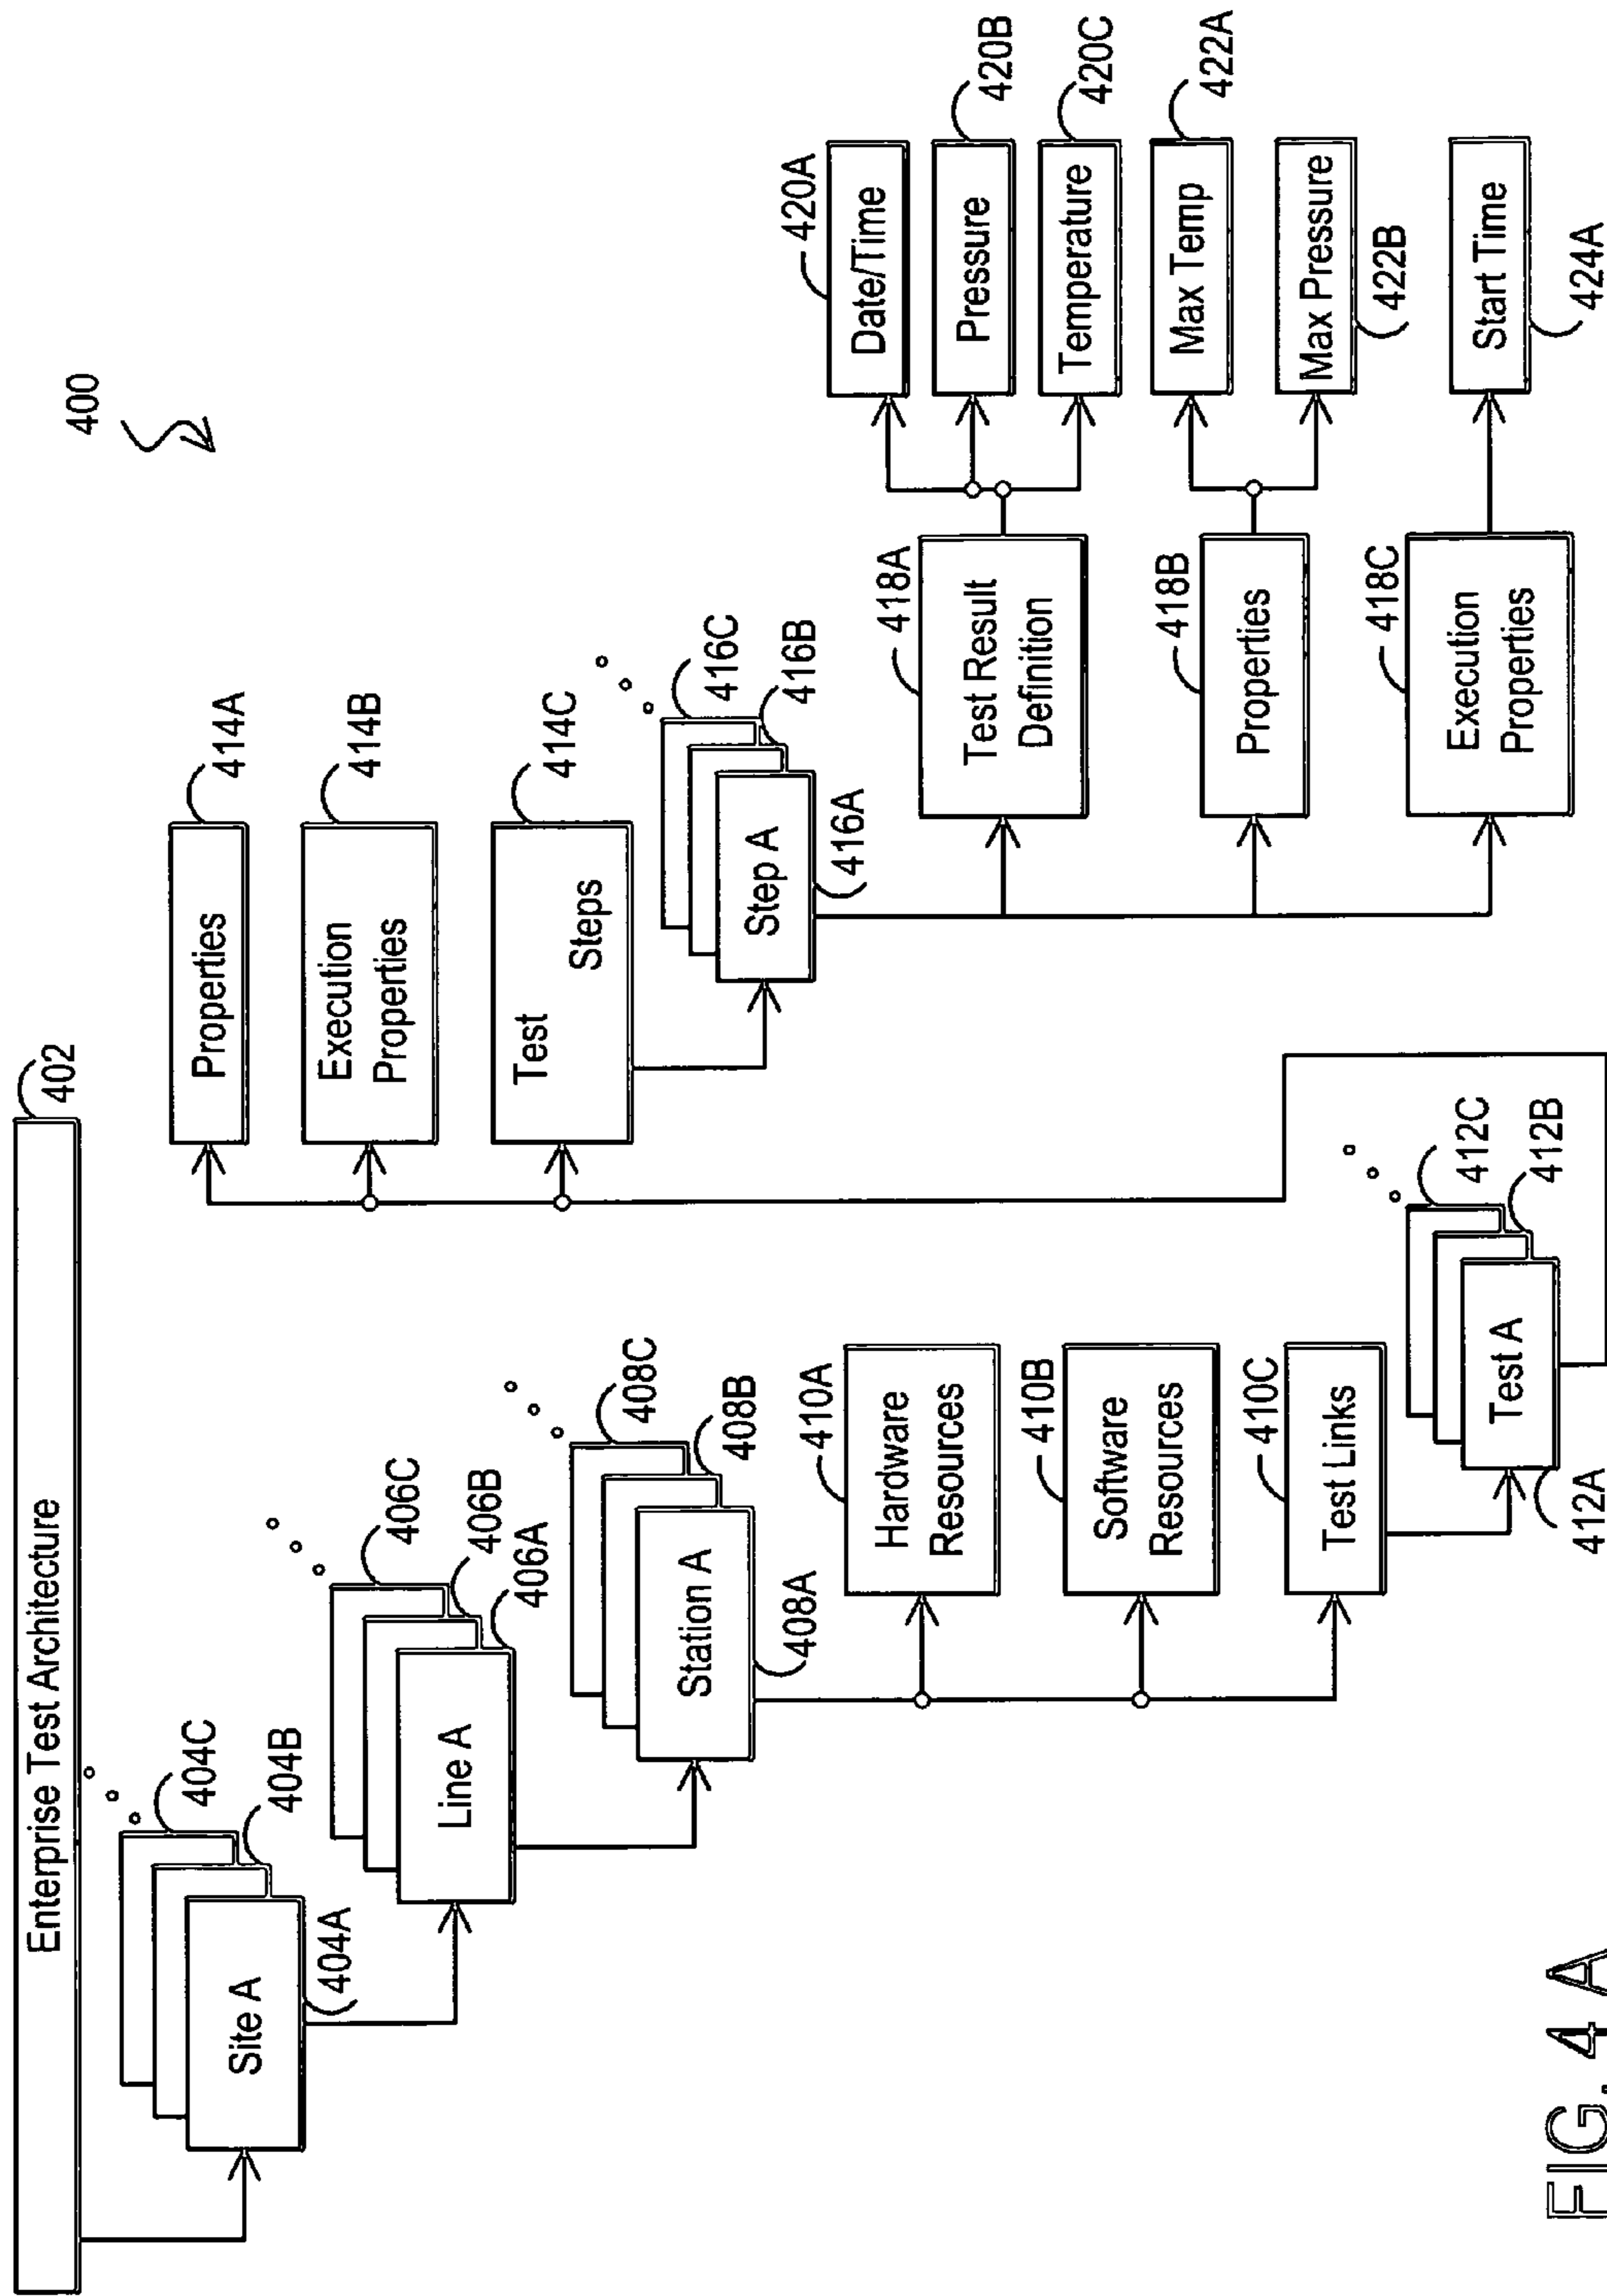 400
Enterprise Test Architecture
402
404C
404B
Site A
404A
406C
406B
406A
Line A
408C
408B
Station A
408A
410A
Hardware
Resources
410B
Software
Resources
410C
Test Links
412C
412B
Test A
412A
414A
Properties
414B
Execution
Properties
414C
Test
Steps
416C
416B
Step A
416A
418A
Test Result
Definition
418B
Properties
418C
Execution
Properties
420A
Date/Time
420B
Pressure
420C
Temperature
422A
Max Temp
Max Pressure
422B
Start Time
424A
FIG. 4 A